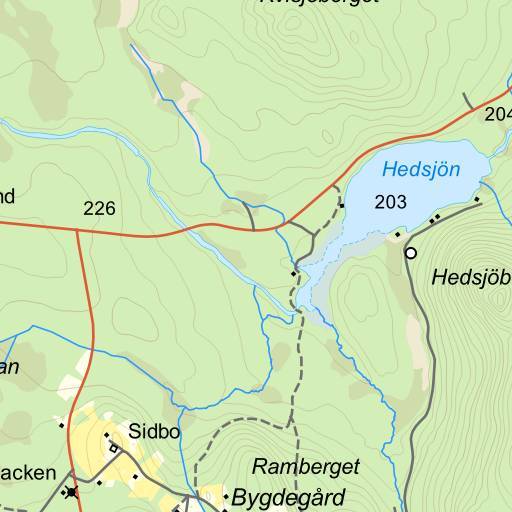 204
Hedsjön
nd
226
203
Hedsjöb
an
Sidbo
acken
Ramberget
Bygdegård